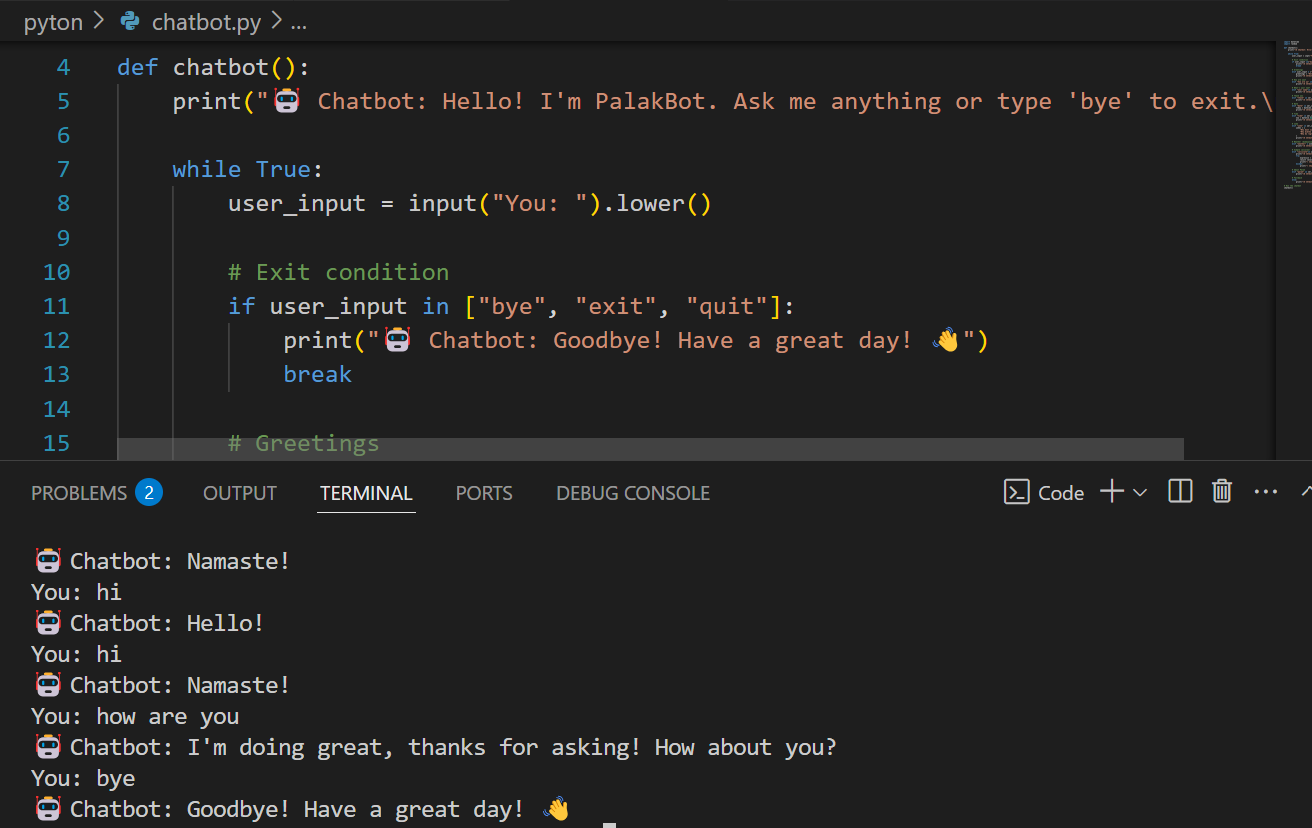 pyton > chatbot.py > ...
4 def chatbot():
5 print("🤖 Chatbot: Hello! I'm PalakBot. Ask me anything or type 'bye' to exit.\
6
7 while True:
8 user_input = input("You: ").lower()
9
10 # Exit condition
11 if user_input in ["bye", "exit", "quit"]:
12 print("🤖 Chatbot: Goodbye! Have a great day! 👋")
13 break
14
15 # Greetings
PROBLEMS 2 OUTPUT TERMINAL PORTS DEBUG CONSOLE Code
🤖 Chatbot: Namaste!
You: hi
🤖 Chatbot: Hello!
You: hi
🤖 Chatbot: Namaste!
You: how are you
🤖 Chatbot: I'm doing great, thanks for asking! How about you?
You: bye
🤖 Chatbot: Goodbye! Have a great day! 👋